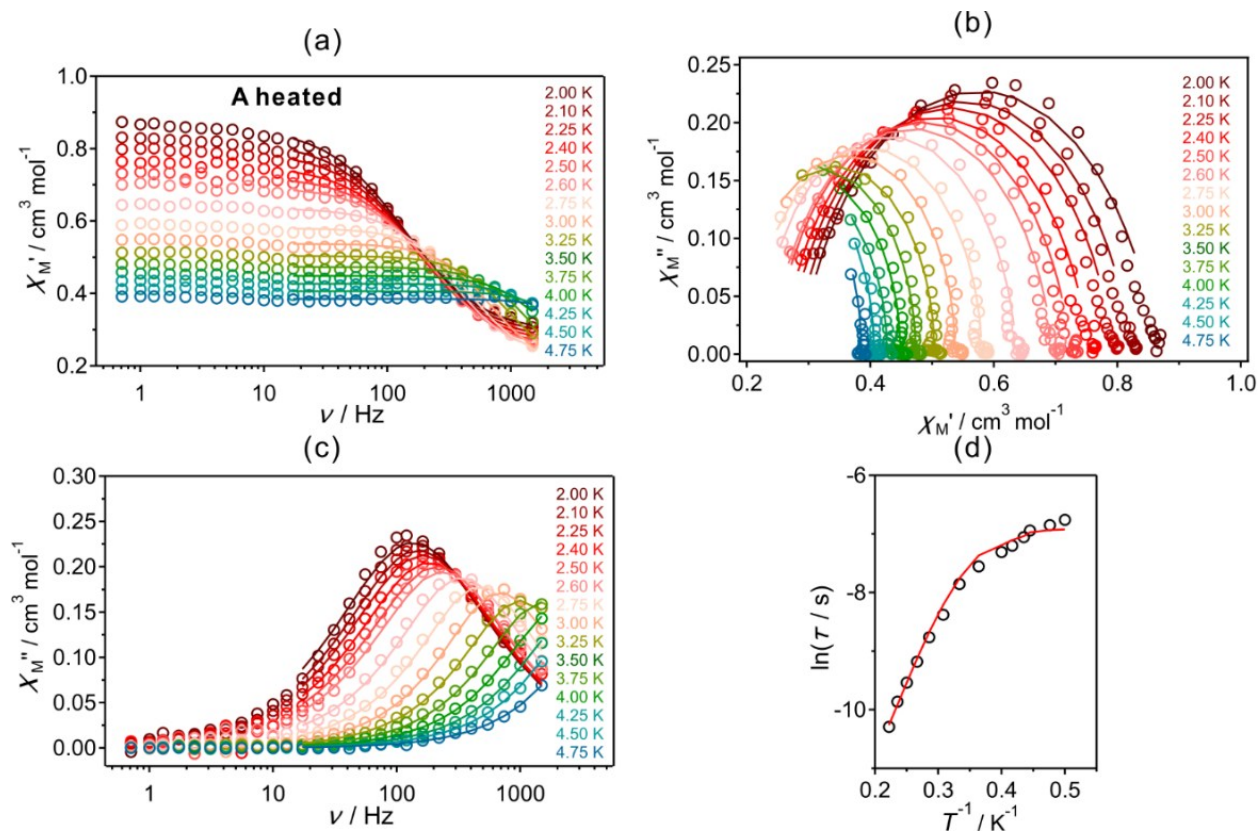 (a)
χM' / cm³ mol⁻¹
1.0
0.8
0.6
0.4
0.2
A heated
2.00 K
2.10 K
2.25 K
2.40 K
2.50 K
2.60 K
2.75 K
3.00 K
3.25 K
3.50 K
3.75 K
4.00 K
4.25 K
4.50 K
4.75 K
1
10
100
1000
ν / Hz
(b)
χM'' / cm³ mol⁻¹
0.25
0.20
0.15
0.10
0.05
0.00
2.00 K
2.10 K
2.25 K
2.40 K
2.50 K
2.60 K
2.75 K
3.00 K
3.25 K
3.50 K
3.75 K
4.00 K
4.25 K
4.50 K
4.75 K
0.2
0.4
0.6
0.8
1.0
χM' / cm³ mol⁻¹
(c)
χM'' / cm³ mol⁻¹
0.30
0.25
0.20
0.15
0.10
0.05
0.00
2.00 K
2.10 K
2.25 K
2.40 K
2.50 K
2.60 K
2.75 K
3.00 K
3.25 K
3.50 K
3.75 K
4.00 K
4.25 K
4.50 K
4.75 K
1
10
100
1000
ν / Hz
(d)
ln(τ / s)
-6
-8
-10
0.2
0.3
0.4
0.5
T⁻¹ / K⁻¹